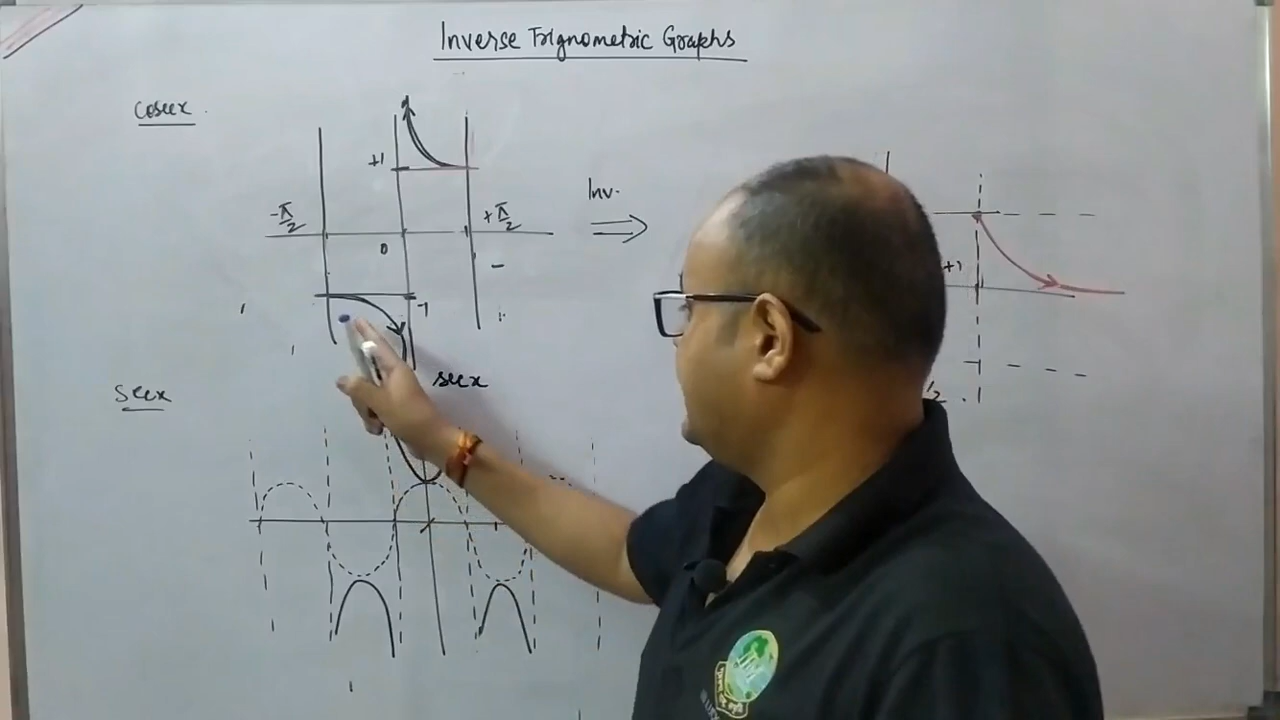 Inverse Trignometric Graphs
Cosecx
+1
-π/2
+π/2
Inv.
0
+1
-1
secx
Secx